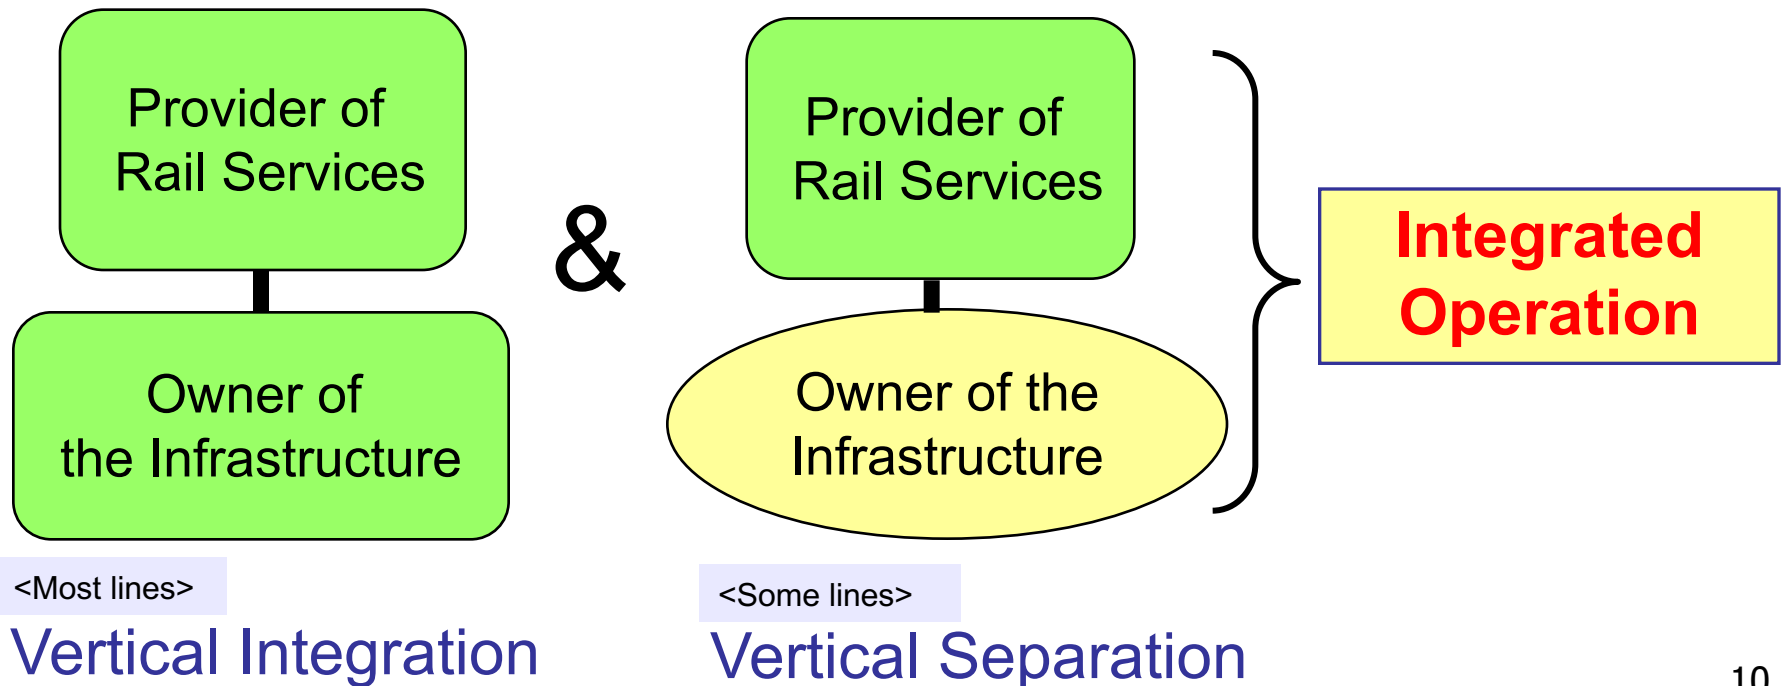 Provider of
Rail Services
Owner of
the Infrastructure
<Most lines>
Vertical Integration
&
Provider of
Rail Services
Owner of the
Infrastructure
<Some lines>
Vertical Separation
Integrated
Operation
10